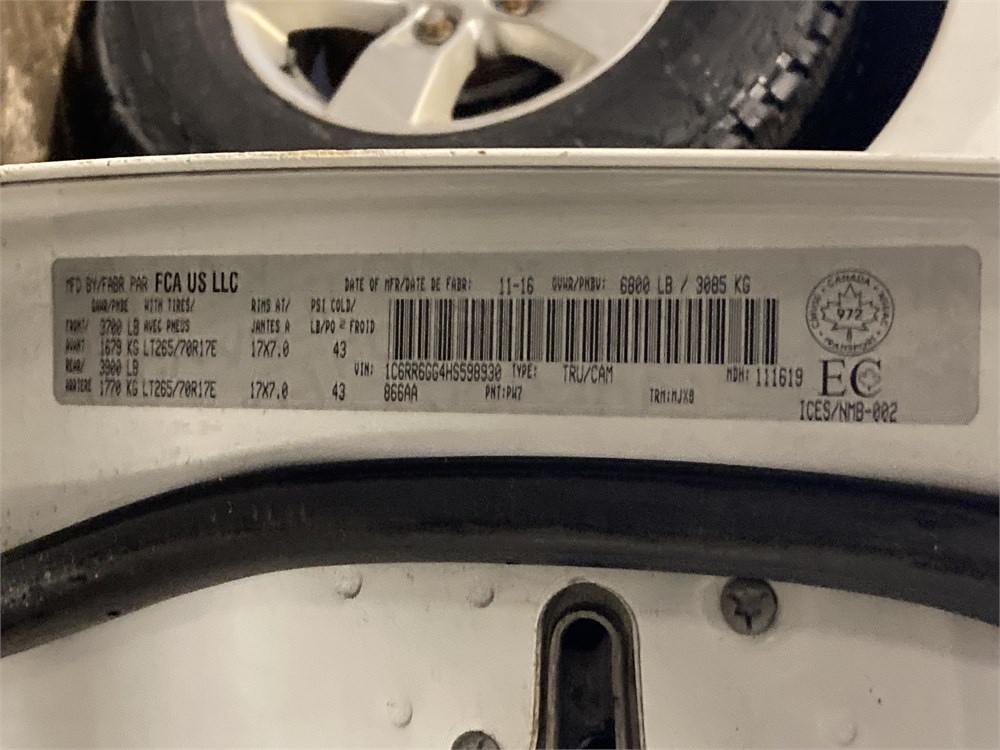 MFD BY/FABR PAR FCA US LLC DATE OF MFR/DATE DE FABR: 11-16 GVWR/PNBV: 6800 LB / 3085 KG
GAWR/PNBE WITH TIRES/ RIMS AT/ PSI COLD/
FRONT/ 3700 LB AVEC PNEUS JANTES A LB/PO² FROID
AVANT 1679 KG LT265/70R17E 17X7.0 43
REAR/ 3900 LB VIN: 1C6RR6GG4HS598930 TYPE: TRU/CAM MDH: 111619
ARRIERE 1770 KG LT265/70R17E 17X7.0 43 866AA PNT:PW7 TRM:MJX8
CANADA
TRANSPORT
972
EC
ICES/NMB-002